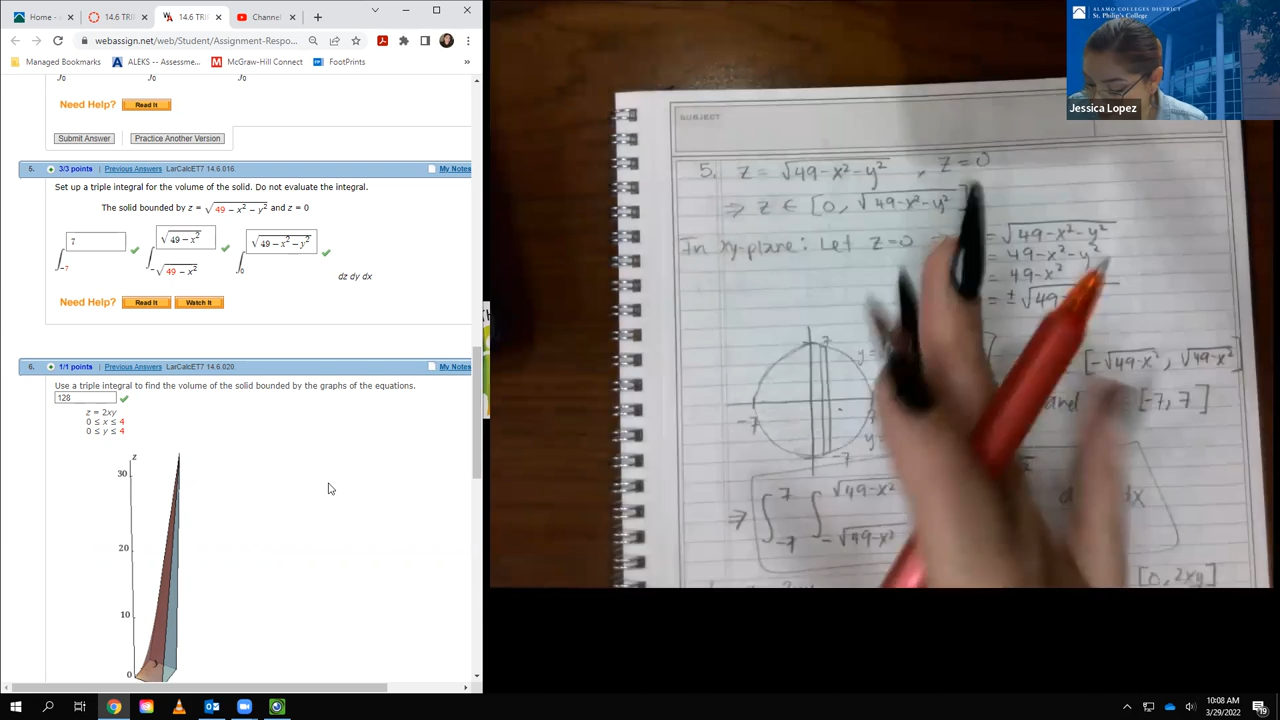 Home -
14.6 TRI
14.6 TRIP
Channel
webassign.net/web/Student/Assignment-Respo...
Managed Bookmarks
ALEKS -- Assessme...
McGraw-Hill Connect
FootPrints
Need Help? Read It
Submit Answer Practice Another Version
5. 3/3 points Previous Answers LarCalcET7 14.6.016 My Notes
Set up a triple integral for the volume of the solid. Do not evaluate the integral.
The solid bounded by z = √49 − x² − y² and z = 0
7 √49 − x² √49 − x² − y²
∫ ∫ ∫
-7 -√49 − x² 0 dz dy dx
Need Help? Read It Watch It
6. 1/1 points Previous Answers LarCalcET7 14.6.020 My Notes
Use a triple integral to find the volume of the solid bounded by the graphs of the equations.
128
z = 2xy
0 ≤ x ≤ 4
0 ≤ y ≤ 4
z
30
20
10
0
ALAMO COLLEGES DISTRICT
St. Philip's College
Jessica Lopez
SUBJECT
5. z = √49-x²-y² , z=0
⇒ z ∈ [0, √49-x²-y²]
In xy-plane: Let z=0
= √49-x²-y²
= 49-x²-y²
= 49-x²
= ±√49-
7
-7
-7
[-√49-x², √49-x²]
and [-7, 7]
⇒ ∫ 7 -7 ∫ √49-x² -√49-x² dx
[0, 2xy]
10:08 AM
3/29/2022
19